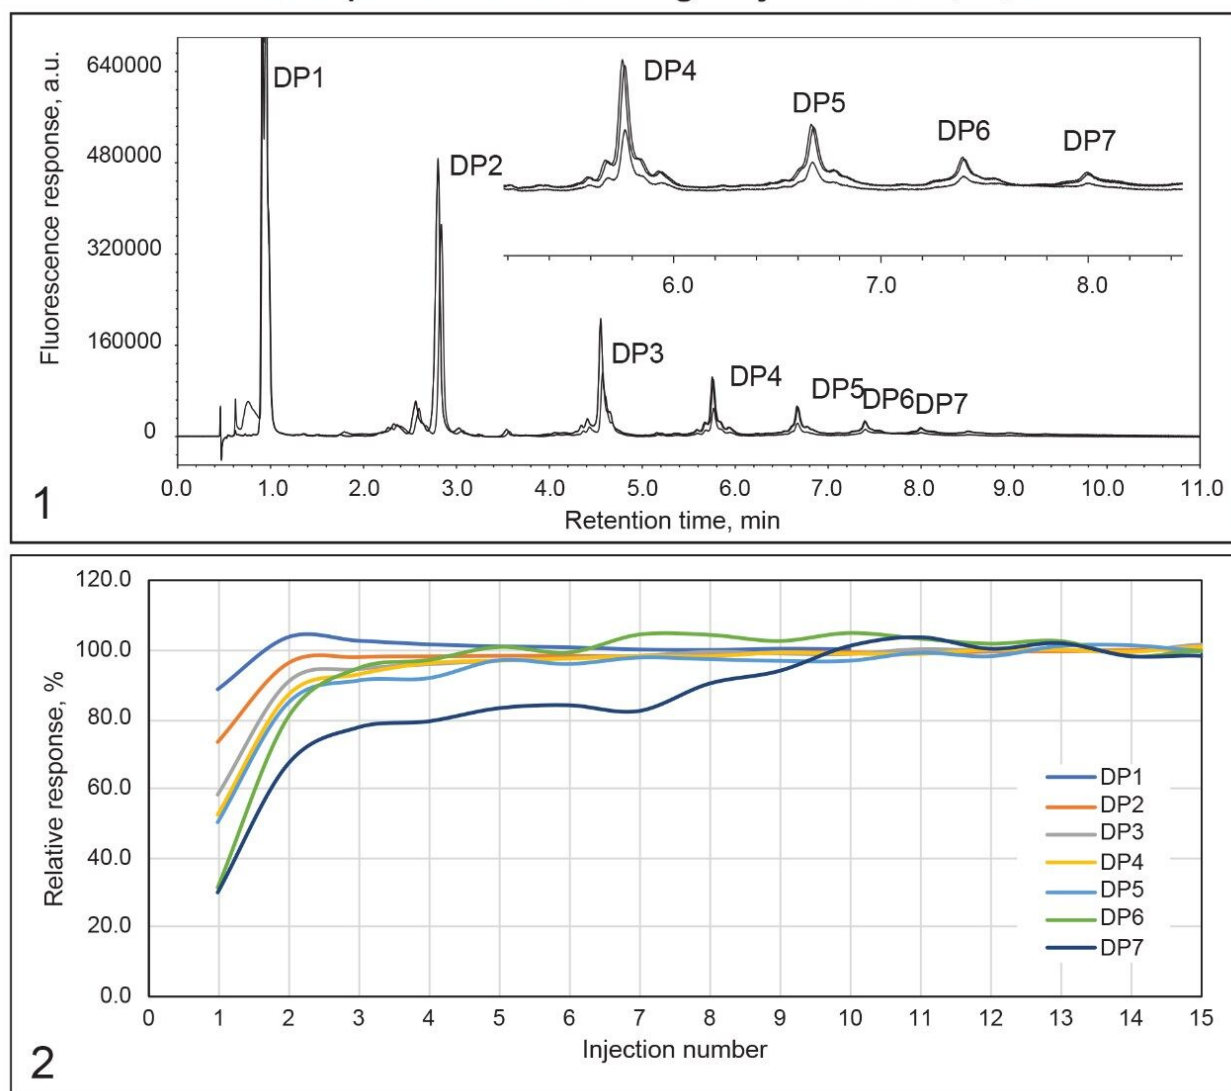 640000
480000
320000
160000
0
Fluorescence response, a.u.
DP1
DP2
DP3
DP4
DP5
DP6
DP7
DP4
DP5
DP6
DP7
6.0
7.0
8.0
0.0
1.0
2.0
3.0
4.0
5.0
6.0
7.0
8.0
9.0
10.0
11.0
Retention time, min
1
120.0
100.0
80.0
60.0
40.0
20.0
0.0
Relative response, %
DP1
DP2
DP3
DP4
DP5
DP6
DP7
0
1
2
3
4
5
6
7
8
9
10
11
12
13
14
15
Injection number
2